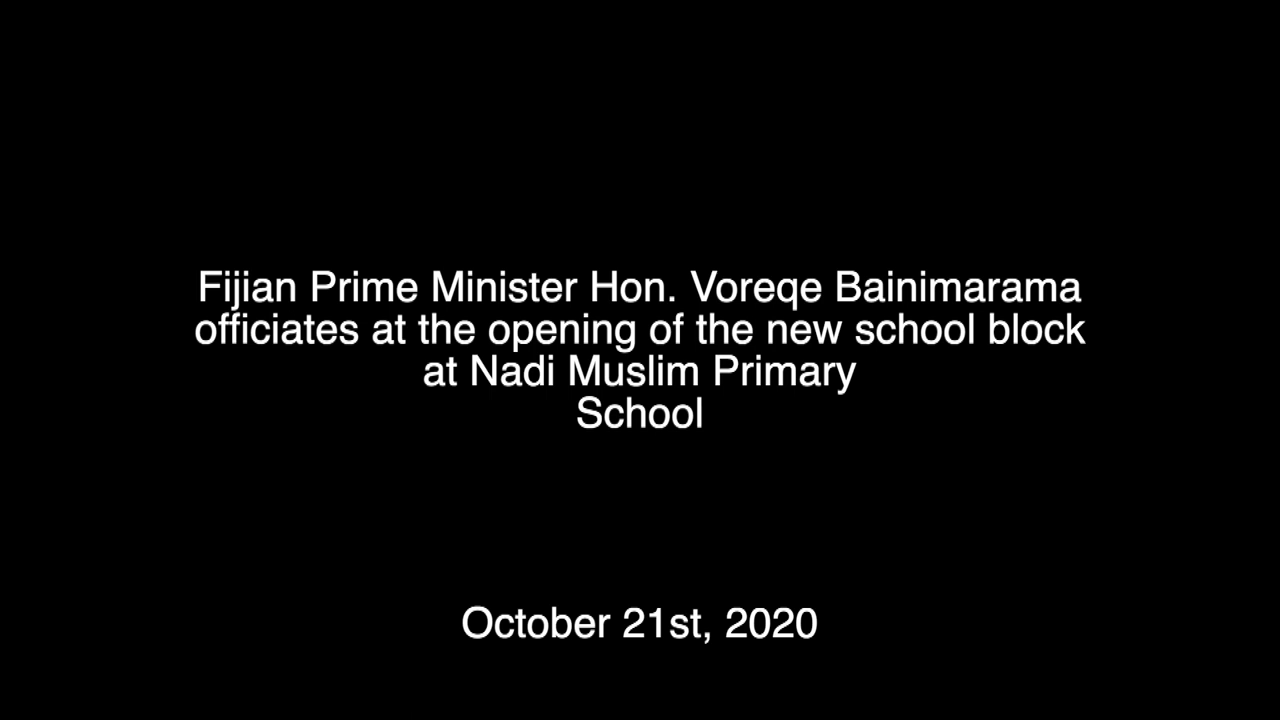 Fijian Prime Minister Hon. Voreqe Bainimarama
officiates at the opening of the new school block
at Nadi Muslim Primary
School
October 21st, 2020